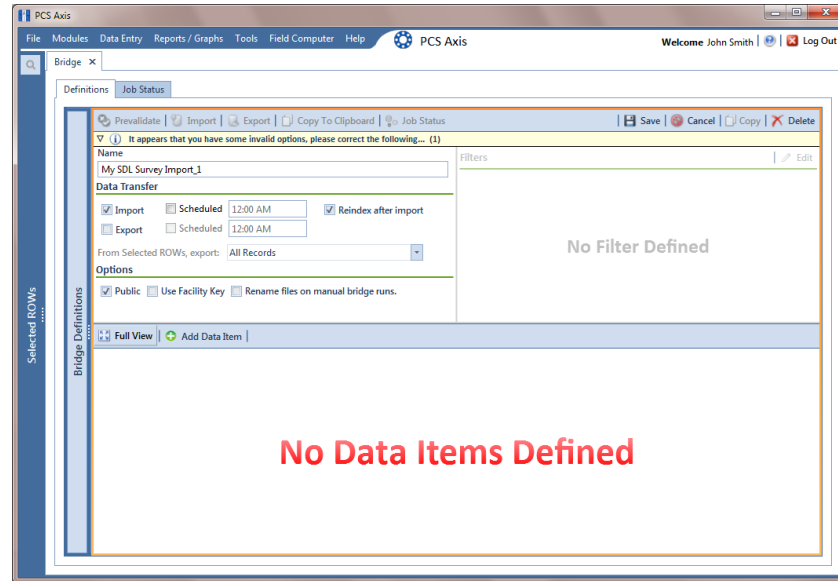 PCS Axis
File Modules Data Entry Reports / Graphs Tools Field Computer Help PCS Axis Welcome John Smith Log Out
Bridge
Definitions Job Status
Prevalidate Import Export Copy To Clipboard Job Status Save Cancel Copy Delete
It appears that you have some invalid options, please correct the following... (1)
Name
Filters Edit
My SDL Survey Import_1
Data Transfer
Import Scheduled 12:00 AM Reindex after import
Export Scheduled 12:00 AM
No Filter Defined
From Selected ROWs, export: All Records
Options
Public Use Facility Key Rename files on manual bridge runs.
Selected ROWs
Bridge Definitions
Full View Add Data Item
No Data Items Defined